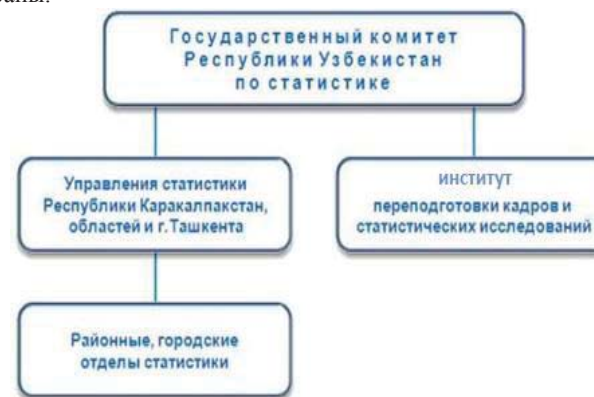 Государственный комитет
Республики Узбекистан
по статистике
Управления статистики
Республики Каракалпакстан,
областей и г.Ташкента
институт
переподготовки кадров и
статистических исследований
Районные, городские
отделы статистики